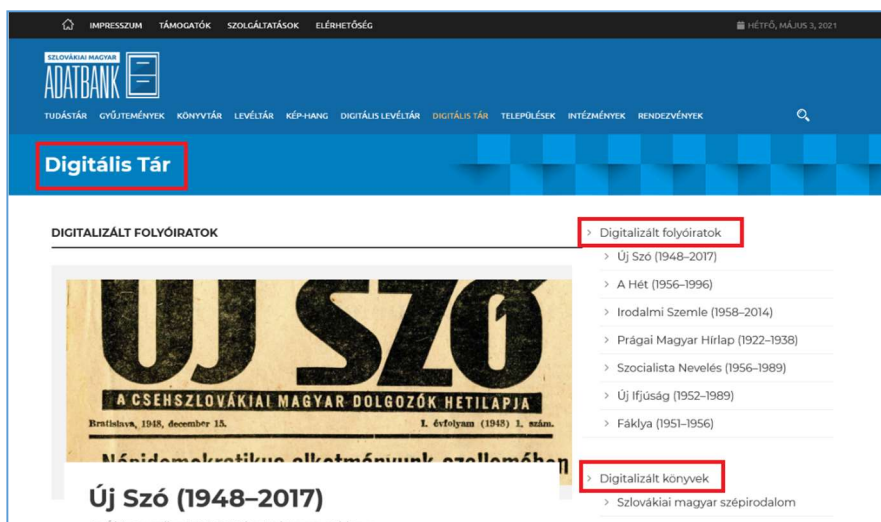 IMPRESSZUM TÁMOGATÓK SZOLGÁLTATÁSOK ELÉRHETŐSÉG
HÉTFŐ, MÁJUS 3, 2021
SZLOVÁKIAI MAGYAR
ADATBANK
TUDÁSTÁR GYŰJTEMÉNYEK KÖNYVTÁR LEVÉLTÁR KÉP-HANG DIGITÁLIS LEVÉLTÁR DIGITÁLIS TÁR TELEPÜLÉSEK INTÉZMÉNYEK RENDEZVÉNYEK
Digitális Tár
DIGITALIZÁLT FOLYÓIRATOK
ÚJ SZÓ
A CSEHSZLOVÁKIAI MAGYAR DOLGOZÓK HETILAPJA
Bratislava, 1948, december 15.
I. évfolyam (1948) 1. szám.
Népidemokratikus alkotmányunk szellemében
Új Szó (1948–2017)
Digitalizált folyóiratok
Új Szó (1948–2017)
A Hét (1956–1996)
Irodalmi Szemle (1958–2014)
Prágai Magyar Hírlap (1922–1938)
Szocialista Nevelés (1956–1989)
Új Ifjúság (1952–1989)
Fáklya (1951–1956)
Digitalizált könyvek
Szlovákiai magyar szépirodalom